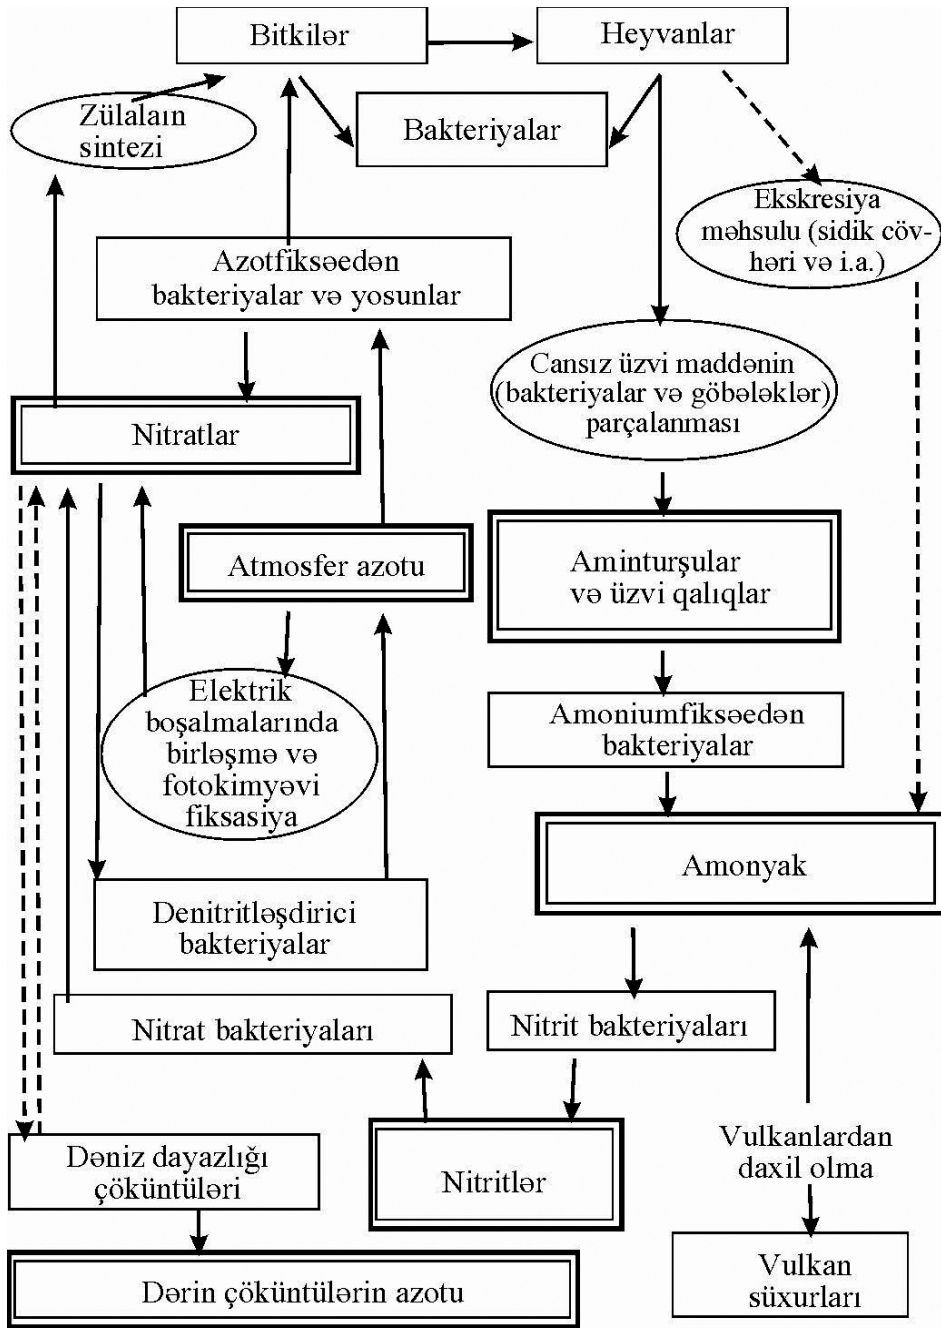 Bitkilər
Heyvanlar
Zülalaın
sintezi
Bakteriyalar
Ekskresiya
məhsulu (sidik cöv-
həri və i.a.)
Azotfiksəedən
bakteriyalar və yosunlar
Cansız üzvi maddənin
(bakteriyalar və göbələklər)
parçalanması
Nitratlar
Atmosfer azotu
Aminturşular
və üzvi qalıqlar
Elektrik
boşalmalarında
birləşmə və
fotokimyəvi
fiksasiya
Amoniumfiksəedən
bakteriyalar
Amonyak
Denitritləşdirici
bakteriyalar
Nitrat bakteriyaları
Nitrit bakteriyaları
Dəniz dayazlığı
çöküntüləri
Nitritlər
Vulkanlardan
daxil olma
Dərin çöküntülərin azotu
Vulkan
süxurları